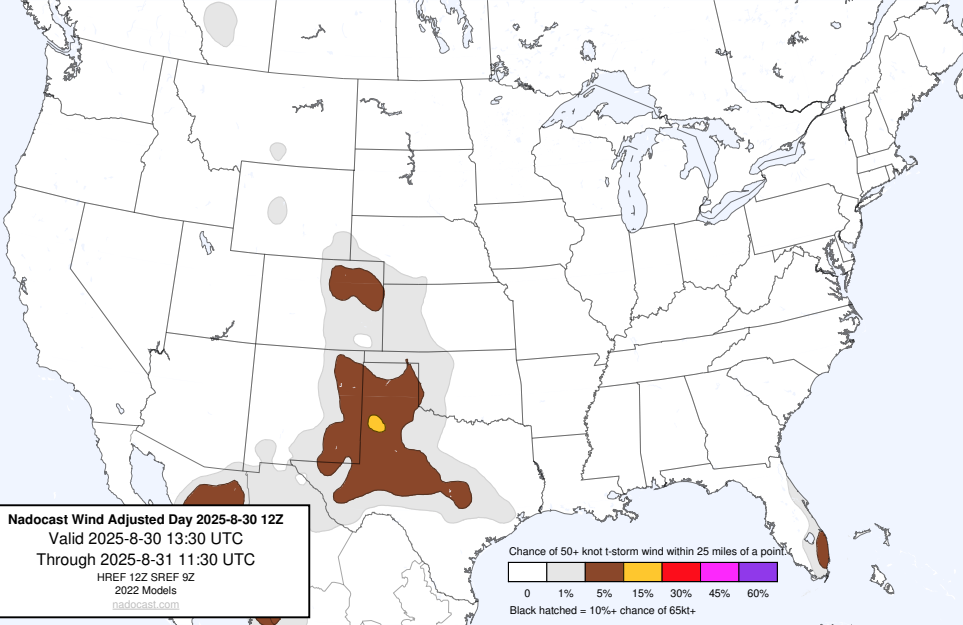 Nadocast Wind Adjusted Day 2025-8-30 12Z
Valid 2025-8-30 13:30 UTC
Through 2025-8-31 11:30 UTC
HREF 12Z SREF 9Z
2022 Models
nadocast.com
Chance of 50+ knot t-storm wind within 25 miles of a point.
0 1% 5% 15% 30% 45% 60%
Black hatched = 10%+ chance of 65kt+